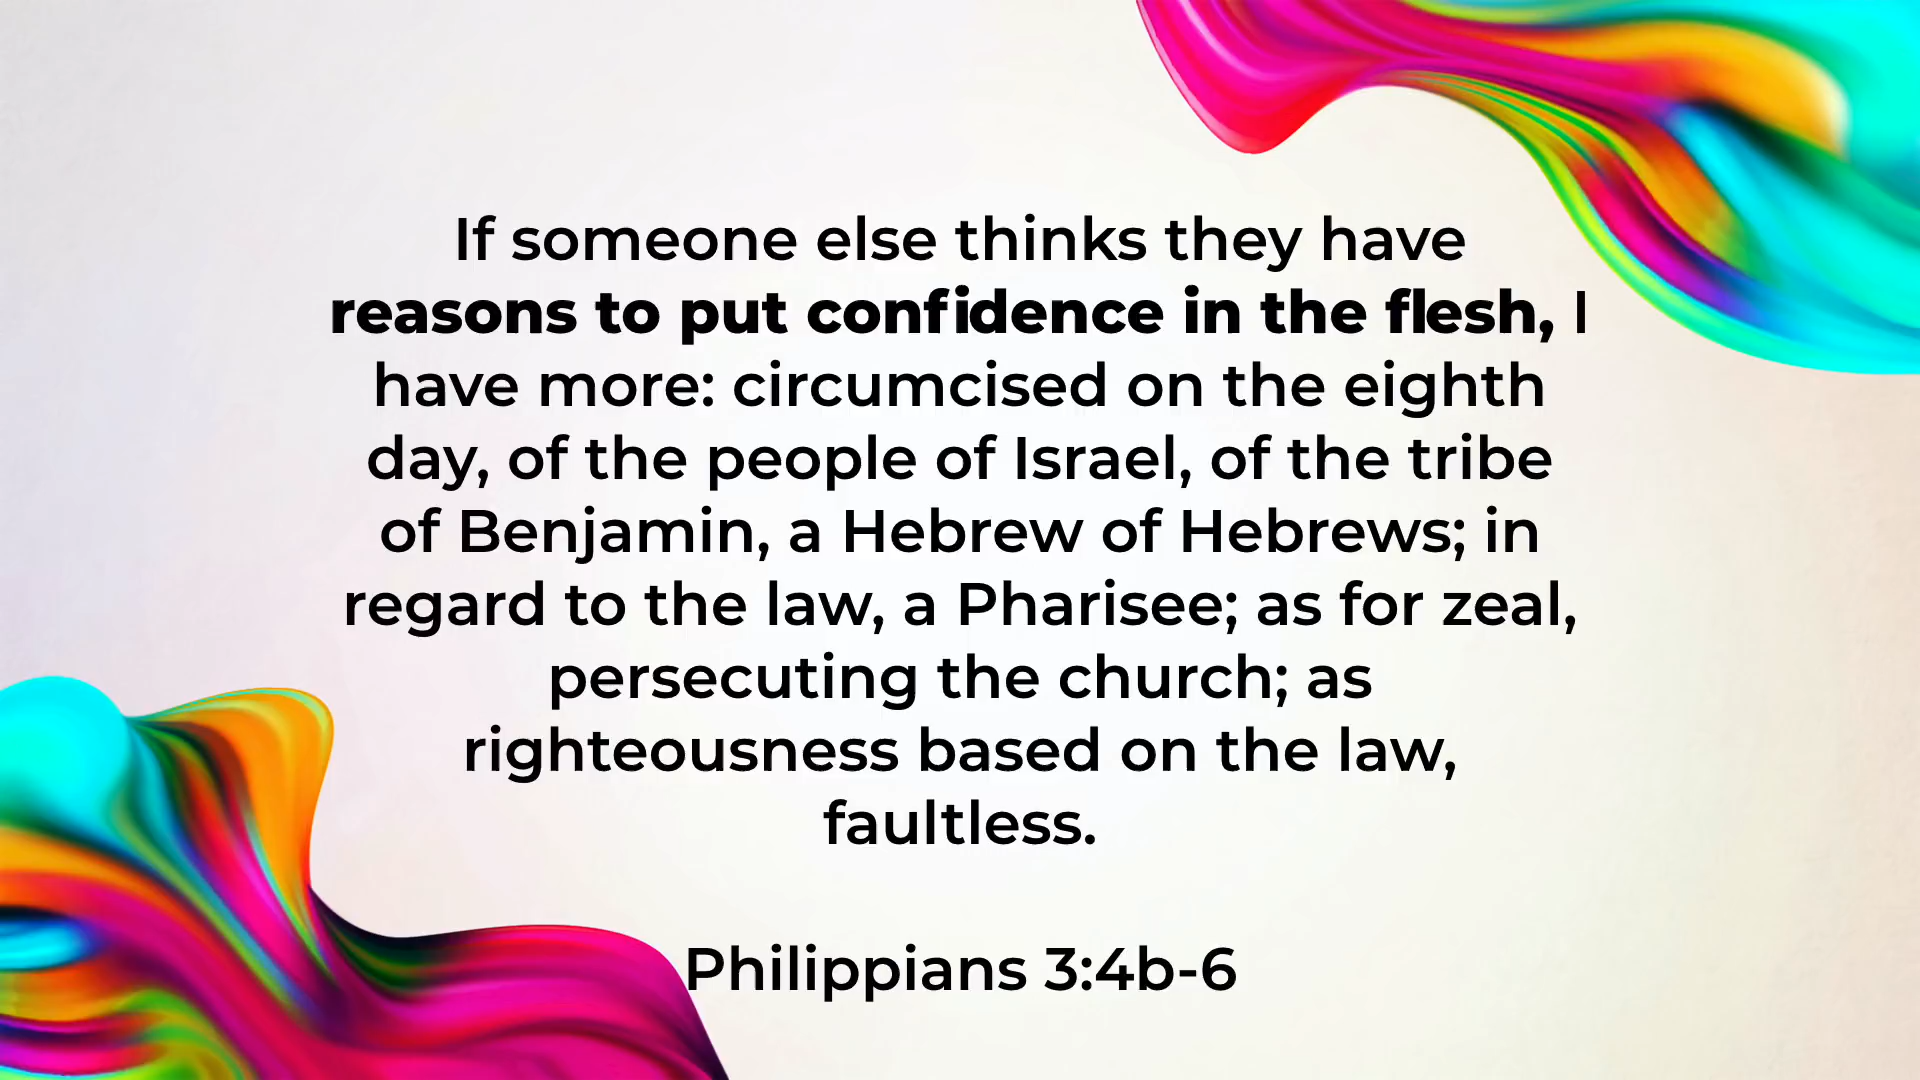 If someone else thinks they have
reasons to put confidence in the flesh, I
have more: circumcised on the eighth
day, of the people of Israel, of the tribe
of Benjamin, a Hebrew of Hebrews; in
regard to the law, a Pharisee; as for zeal,
persecuting the church; as
righteousness based on the law,
faultless.
Philippians 3:4b-6